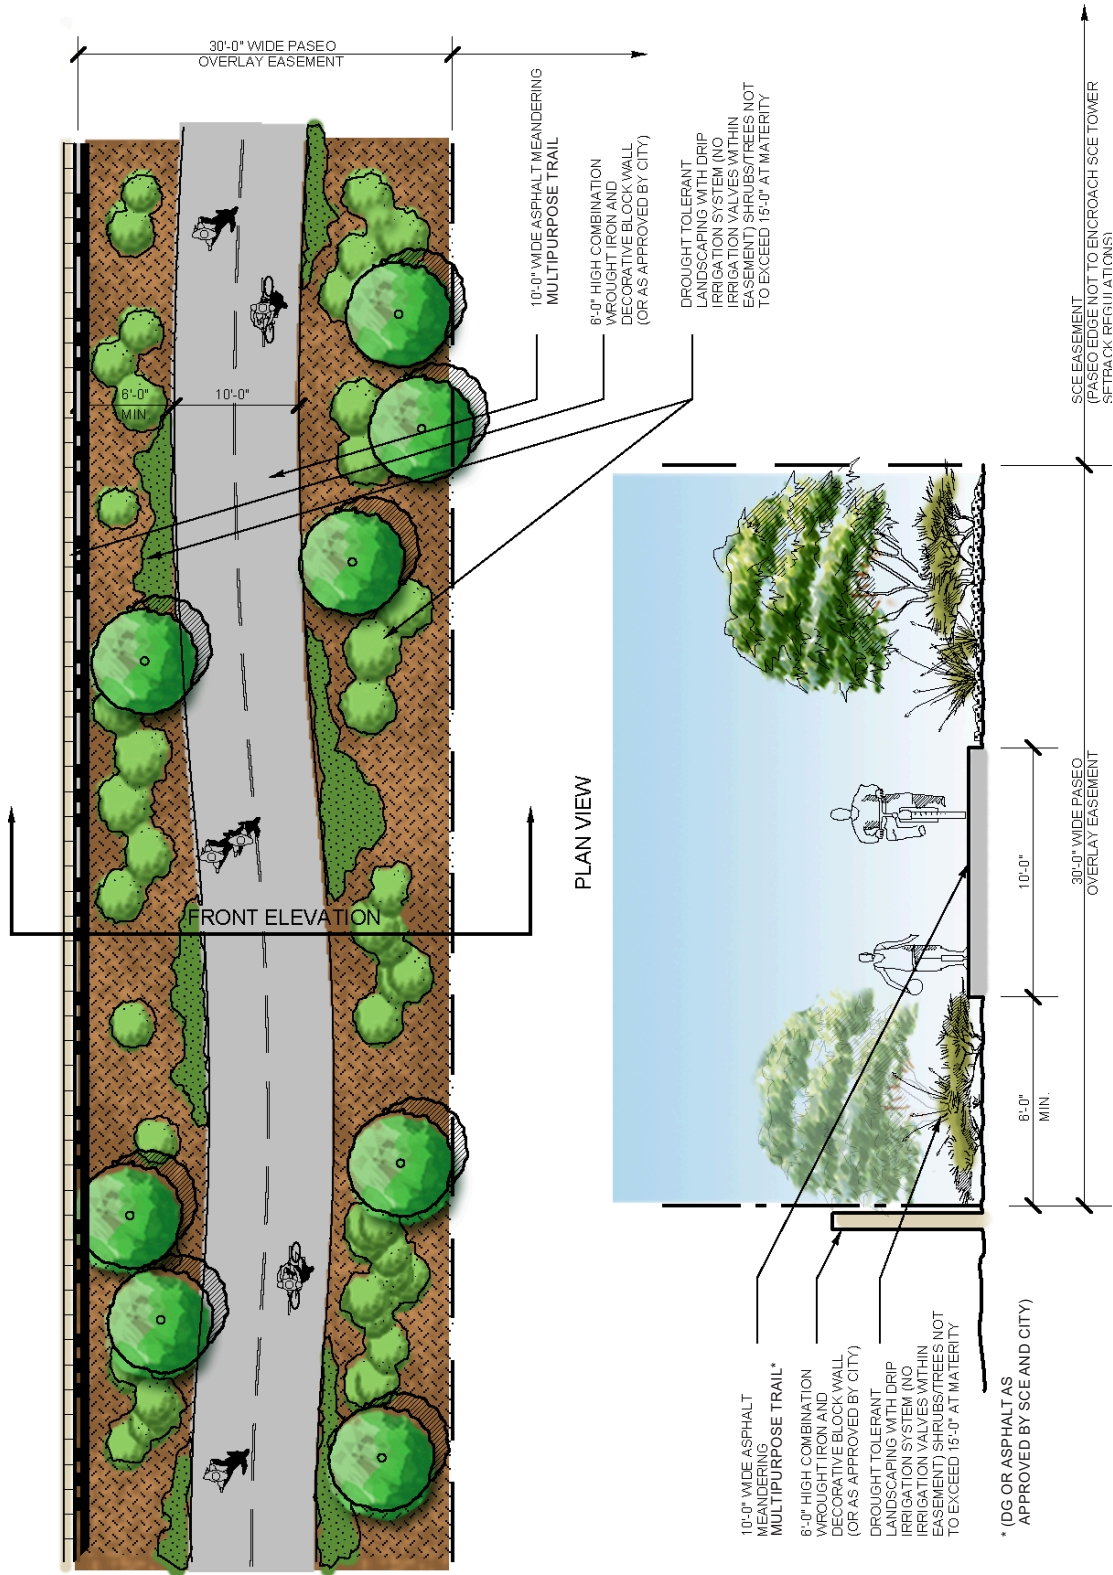 30'-0" WIDE PASEO
OVERLAY EASEMENT
10'-0" WIDE ASPHALT MEANDERING
MULTIPURPOSE TRAIL
6'-0" HIGH COMBINATION
WROUGHT IRON AND
DECORATIVE BLOCK WALL
(OR AS APPROVED BY CITY)
DROUGHT TOLERANT
LANDSCAPING WITH DRIP
IRRIGATION SYSTEM (NO
IRRIGATION VALVES WITHIN
EASEMENT) SHRUBS/TREES NOT
TO EXCEED 15'-0" AT MATERITY
6'-0"
MIN
10'-0"
FRONT ELEVATION
PLAN VIEW
SCE EASEMENT
(PASEO EDGE NOT TO ENCROACH SCE TOWER
SETBACK REGULATIONS)
10'-0"
30'-0" WIDE PASEO
OVERLAY EASEMENT
6'-0"
MIN.
10'-0" WIDE ASPHALT
MEANDERING
MULTIPURPOSE TRAIL*
6'-0" HIGH COMBINATION
WROUGHT IRON AND
DECORATIVE BLOCK WALL
(OR AS APPROVED BY CITY)
DROUGHT TOLERANT
LANDSCAPING WITH DRIP
IRRIGATION SYSTEM (NO
IRRIGATION VALVES WITHIN
EASEMENT) SHRUBS/TREES NOT
TO EXCEED 15'-0" AT MATERITY
* (DG OR ASPHALT AS
APPROVED BY SCE AND CITY)